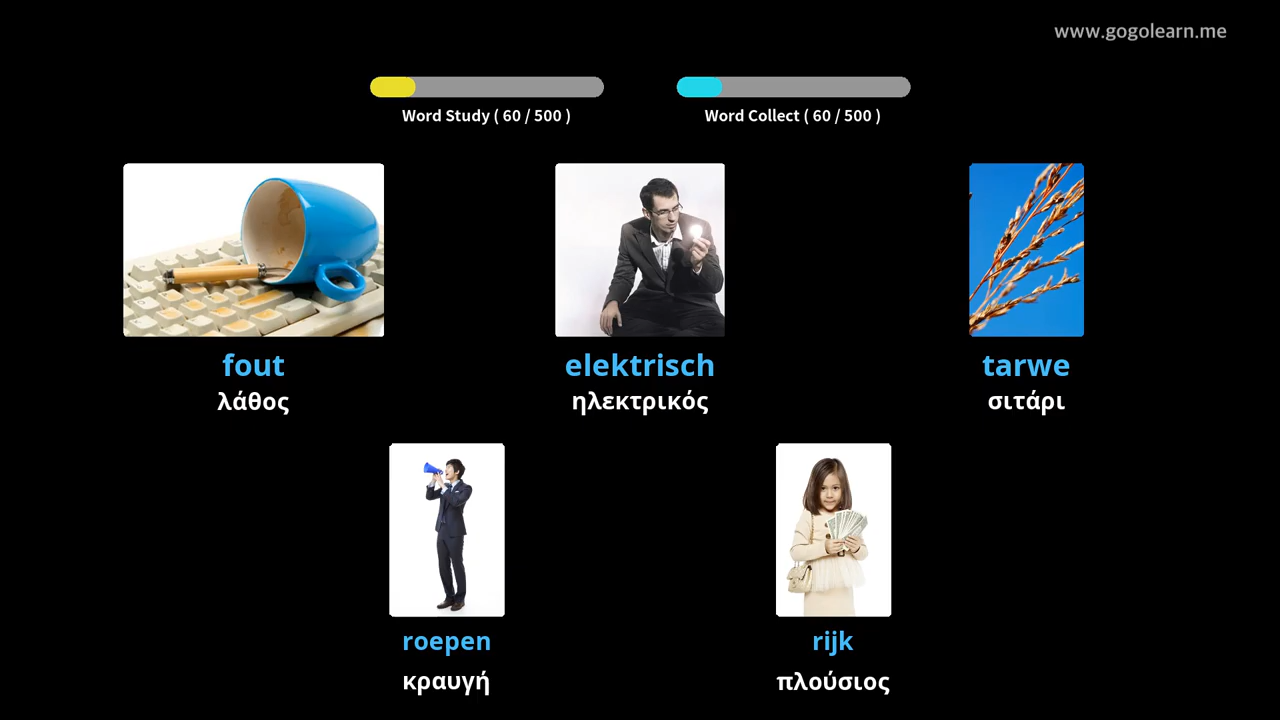 www.gogolearn.me
Word Study ( 60 / 500 )
Word Collect ( 60 / 500 )
fout
λάθος
elektrisch
ηλεκτρικός
tarwe
σιτάρι
roepen
κραυγή
rijk
πλούσιος